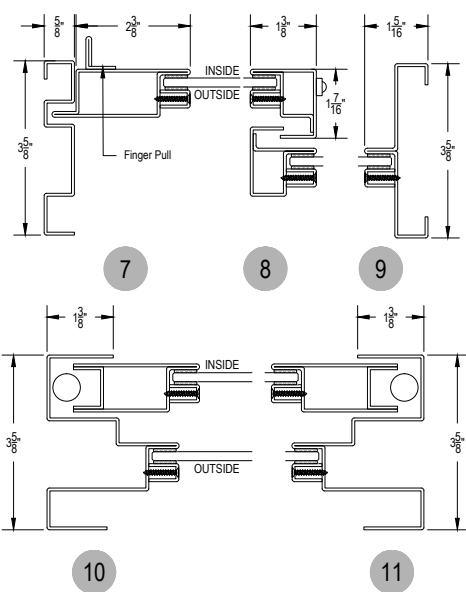 5/8" 2 3/8" 1 3/8" 1 5/16"
INSIDE
OUTSIDE
1 7/16"
3 5/8" 3 5/8"
Finger Pull
7 8 9
1 3/8" 1 3/8"
INSIDE
3 5/8" 3 5/8"
OUTSIDE
10 11